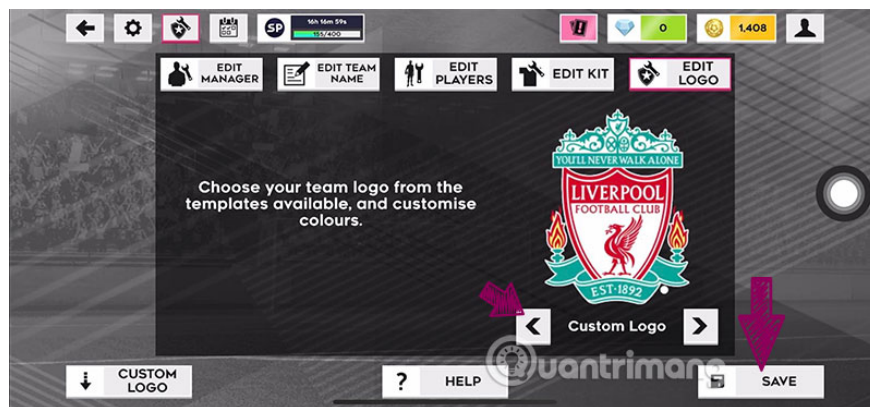 SP
16h 16m 59s
155/400
0
1,408
EDIT
MANAGER
EDIT TEAM
NAME
EDIT
PLAYERS
EDIT KIT
EDIT
LOGO
Choose your team logo from the
templates available, and customise
colours.
YOU'LL NEVER WALK ALONE
LIVERPOOL
FOOTBALL CLUB
EST·1892
Custom Logo
CUSTOM
LOGO
? HELP
Quantrimang
SAVE